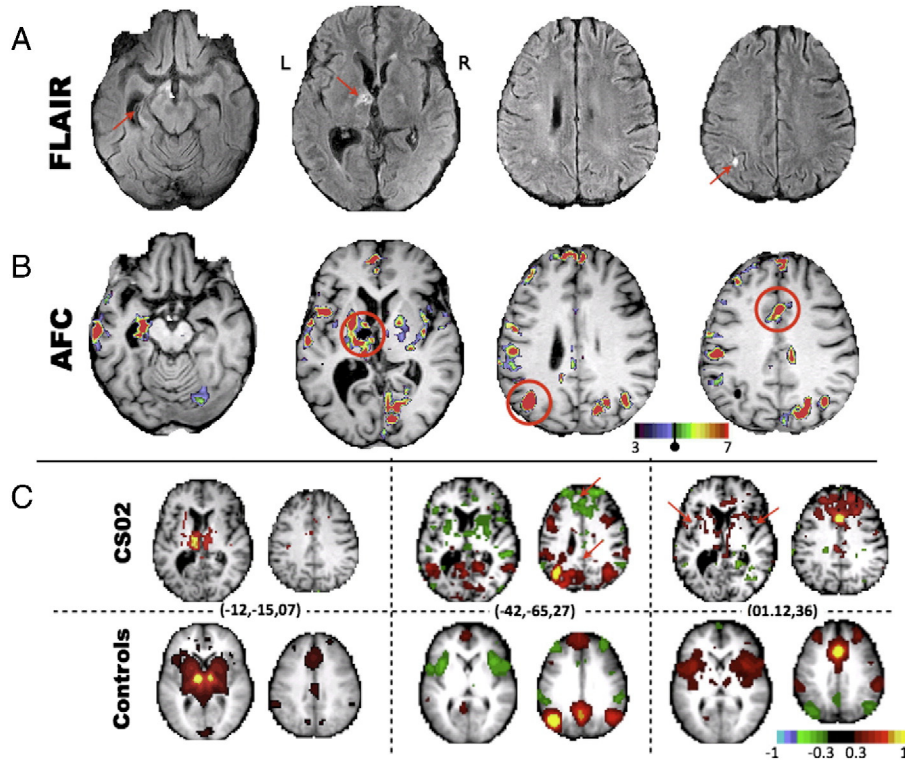 A
FLAIR
L
R
B
AFC
3
7
C
CS02
(-12,-15,07)
(-42,-65,27)
(01.12,36)
Controls
-1
-0.3
0.3
1